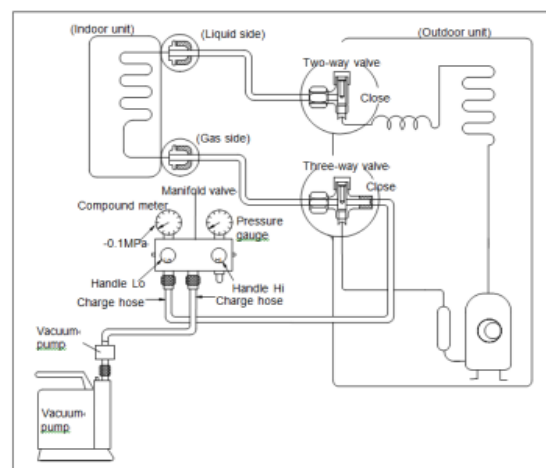 (Indoor unit)
(Liquid side)
(Outdoor unit)
Two-way valve
Close
(Gas side)
Three-way valve
Close
Manifold valve
Compound meter
Pressure
gauge
-0.1MPa
Handle Lo
Handle Hi
Charge hose
Charge hose
Vacuum-
pump
Vacuum-
pump